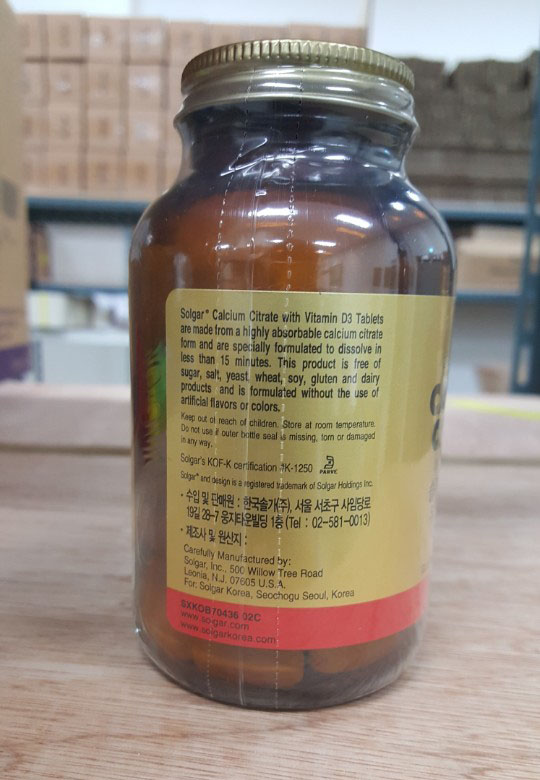 Solgar® Calcium Citrate with Vitamin D3 Tablets
are made from a highly absorbable calcium citrate
form and are specially formulated to dissolve in
less than 15 minutes. This product is free of
sugar, salt, yeast, wheat, soy, gluten and dairy
products and is formulated without the use of
artificial flavors or colors.
Keep out of reach of children. Store at room temperature.
Do not use if outer bottle seal is missing, torn or damaged
in any way.
Solgar's KOF-K certification #K-1250
PARVE
Solgar® and design is a registered trademark of Solgar Holdings Inc.
• 수입 및 판매원 : 한국솔가(주), 서울 서초구 사임당로
19길 28-7 웅지타운빌딩 1층 (Tel : 02-581-0013)
• 제조사 및 원산지 :
Carefully Manufactured by:
Solgar, Inc., 500 Willow Tree Road
Leonia, N.J. 07605 U.S.A.
For: Solgar Korea, Seochogu Seoul, Korea
SXKOB70436 02C
www.solgar.com
www.solgarkorea.com